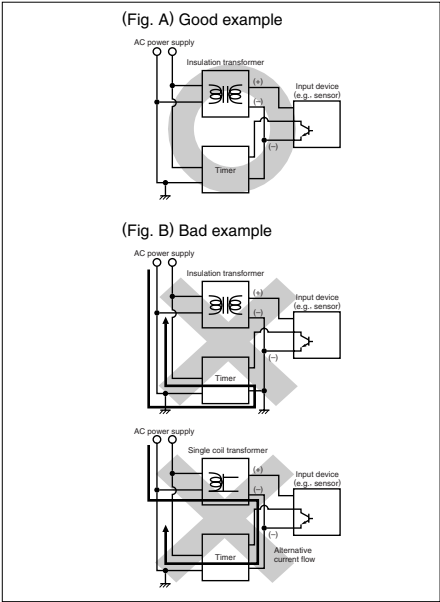 (Fig. A) Good example
AC power supply
Insulation transformer
(+)
Input device
(e.g., sensor)
(−)
(−)
Timer
(Fig. B) Bad example
AC power supply
Insulation transformer
(+)
Input device
(e.g., sensor)
(−)
(−)
Timer
AC power supply
Single coil transformer
(+)
Input device
(e.g., sensor)
(−)
(−)
Timer
Alternative
current flow